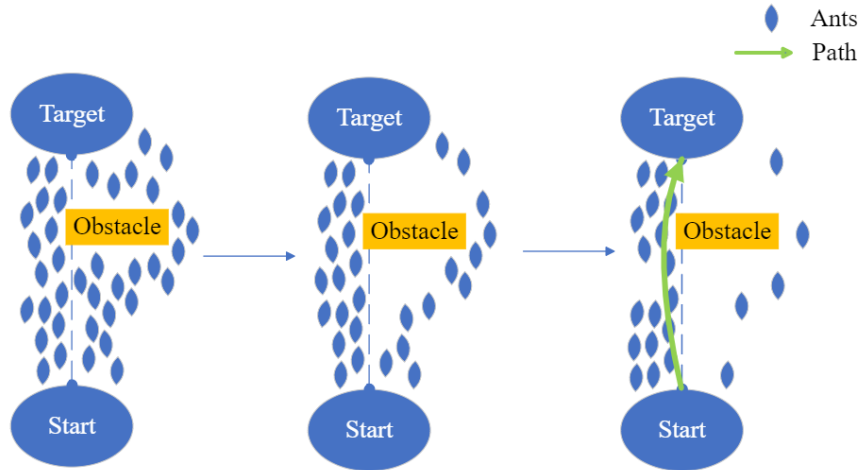 Ants
Path
Target
Target
Target
Obstacle
Obstacle
Obstacle
Start
Start
Start